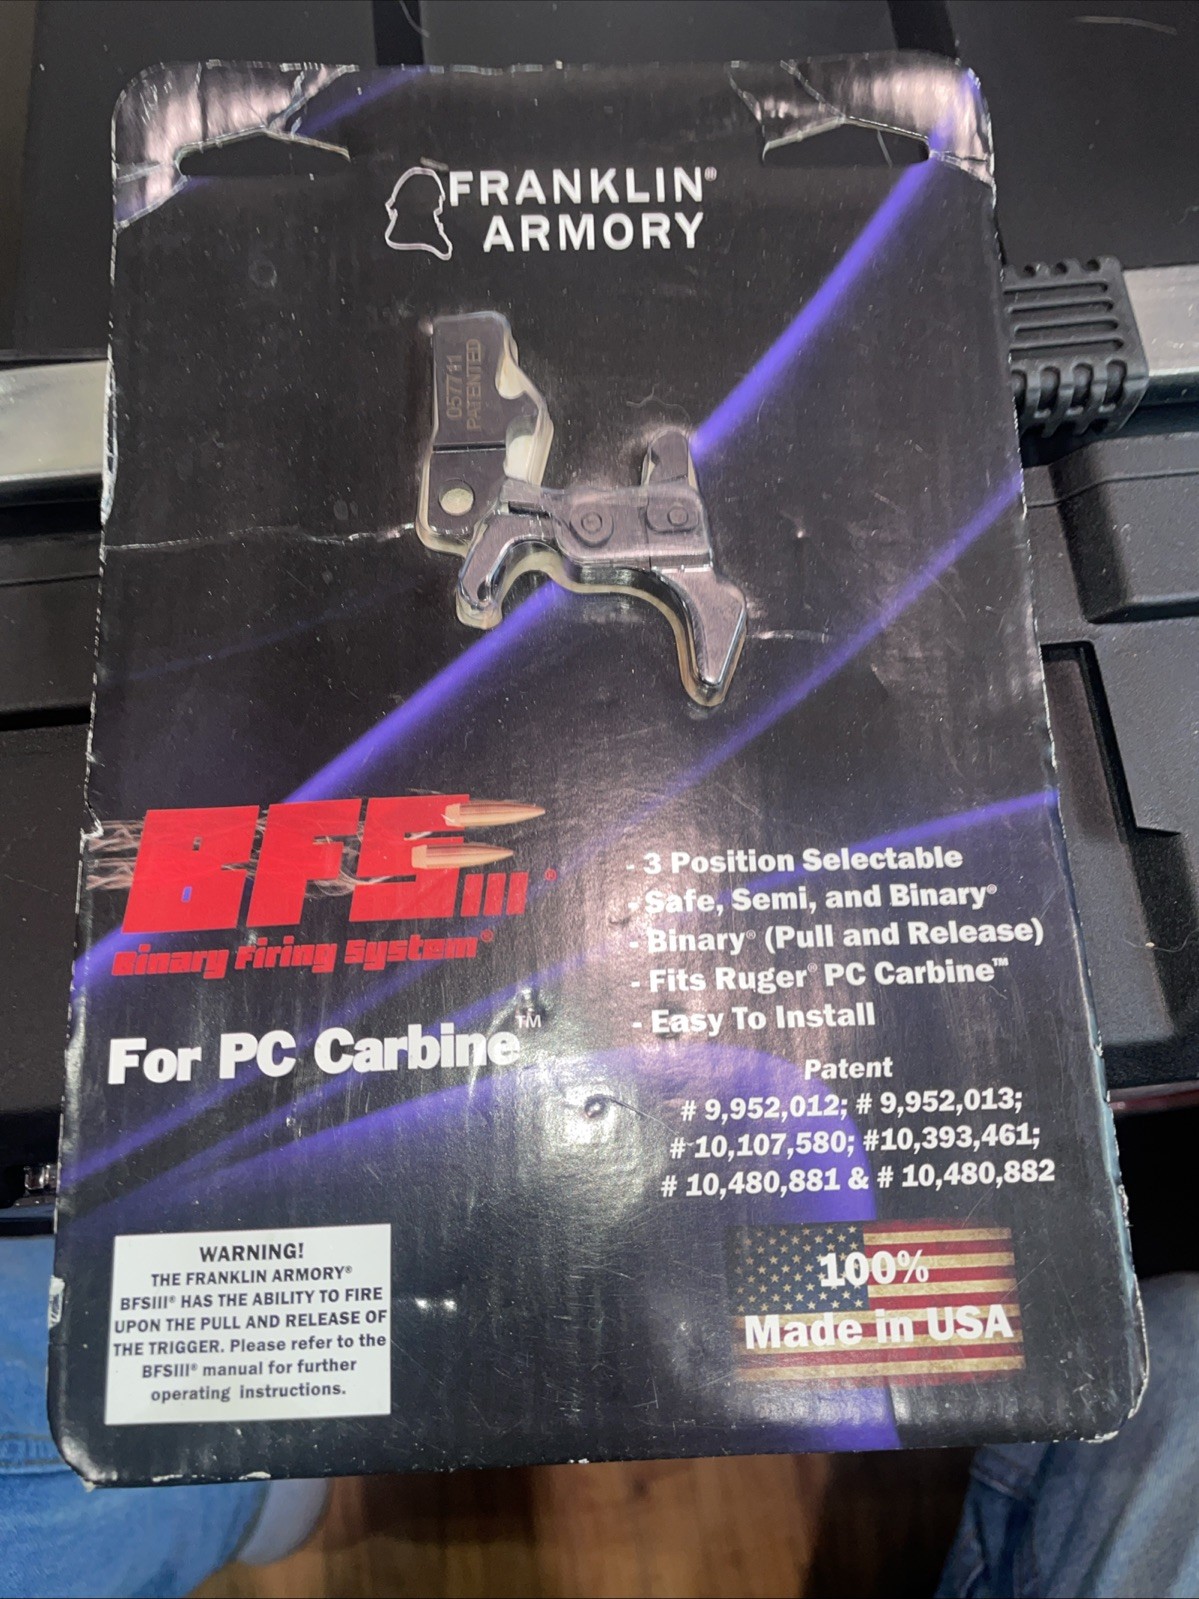 FRANKLIN®
ARMORY
057711
PATENTED
BFSIII®
Binary Firing System®
For PC Carbine™
- 3 Position Selectable
- Safe, Semi, and Binary®
- Binary® (Pull and Release)
- Fits Ruger® PC Carbine™
- Easy To Install
Patent
# 9,952,012; # 9,952,013;
# 10,107,580; #10,393,461;
# 10,480,881 & # 10,480,882
WARNING!
THE FRANKLIN ARMORY®
BFSIII® HAS THE ABILITY TO FIRE
UPON THE PULL AND RELEASE OF
THE TRIGGER. Please refer to the
BFSIII® manual for further
operating instructions.
100%
Made in USA